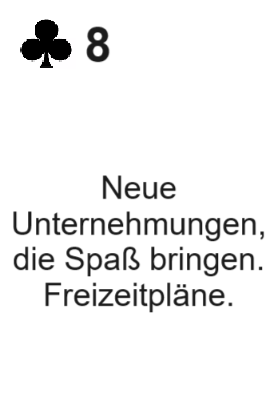 ♣ 8
Neue
Unternehmungen,
die Spaß bringen.
Freizeitpläne.